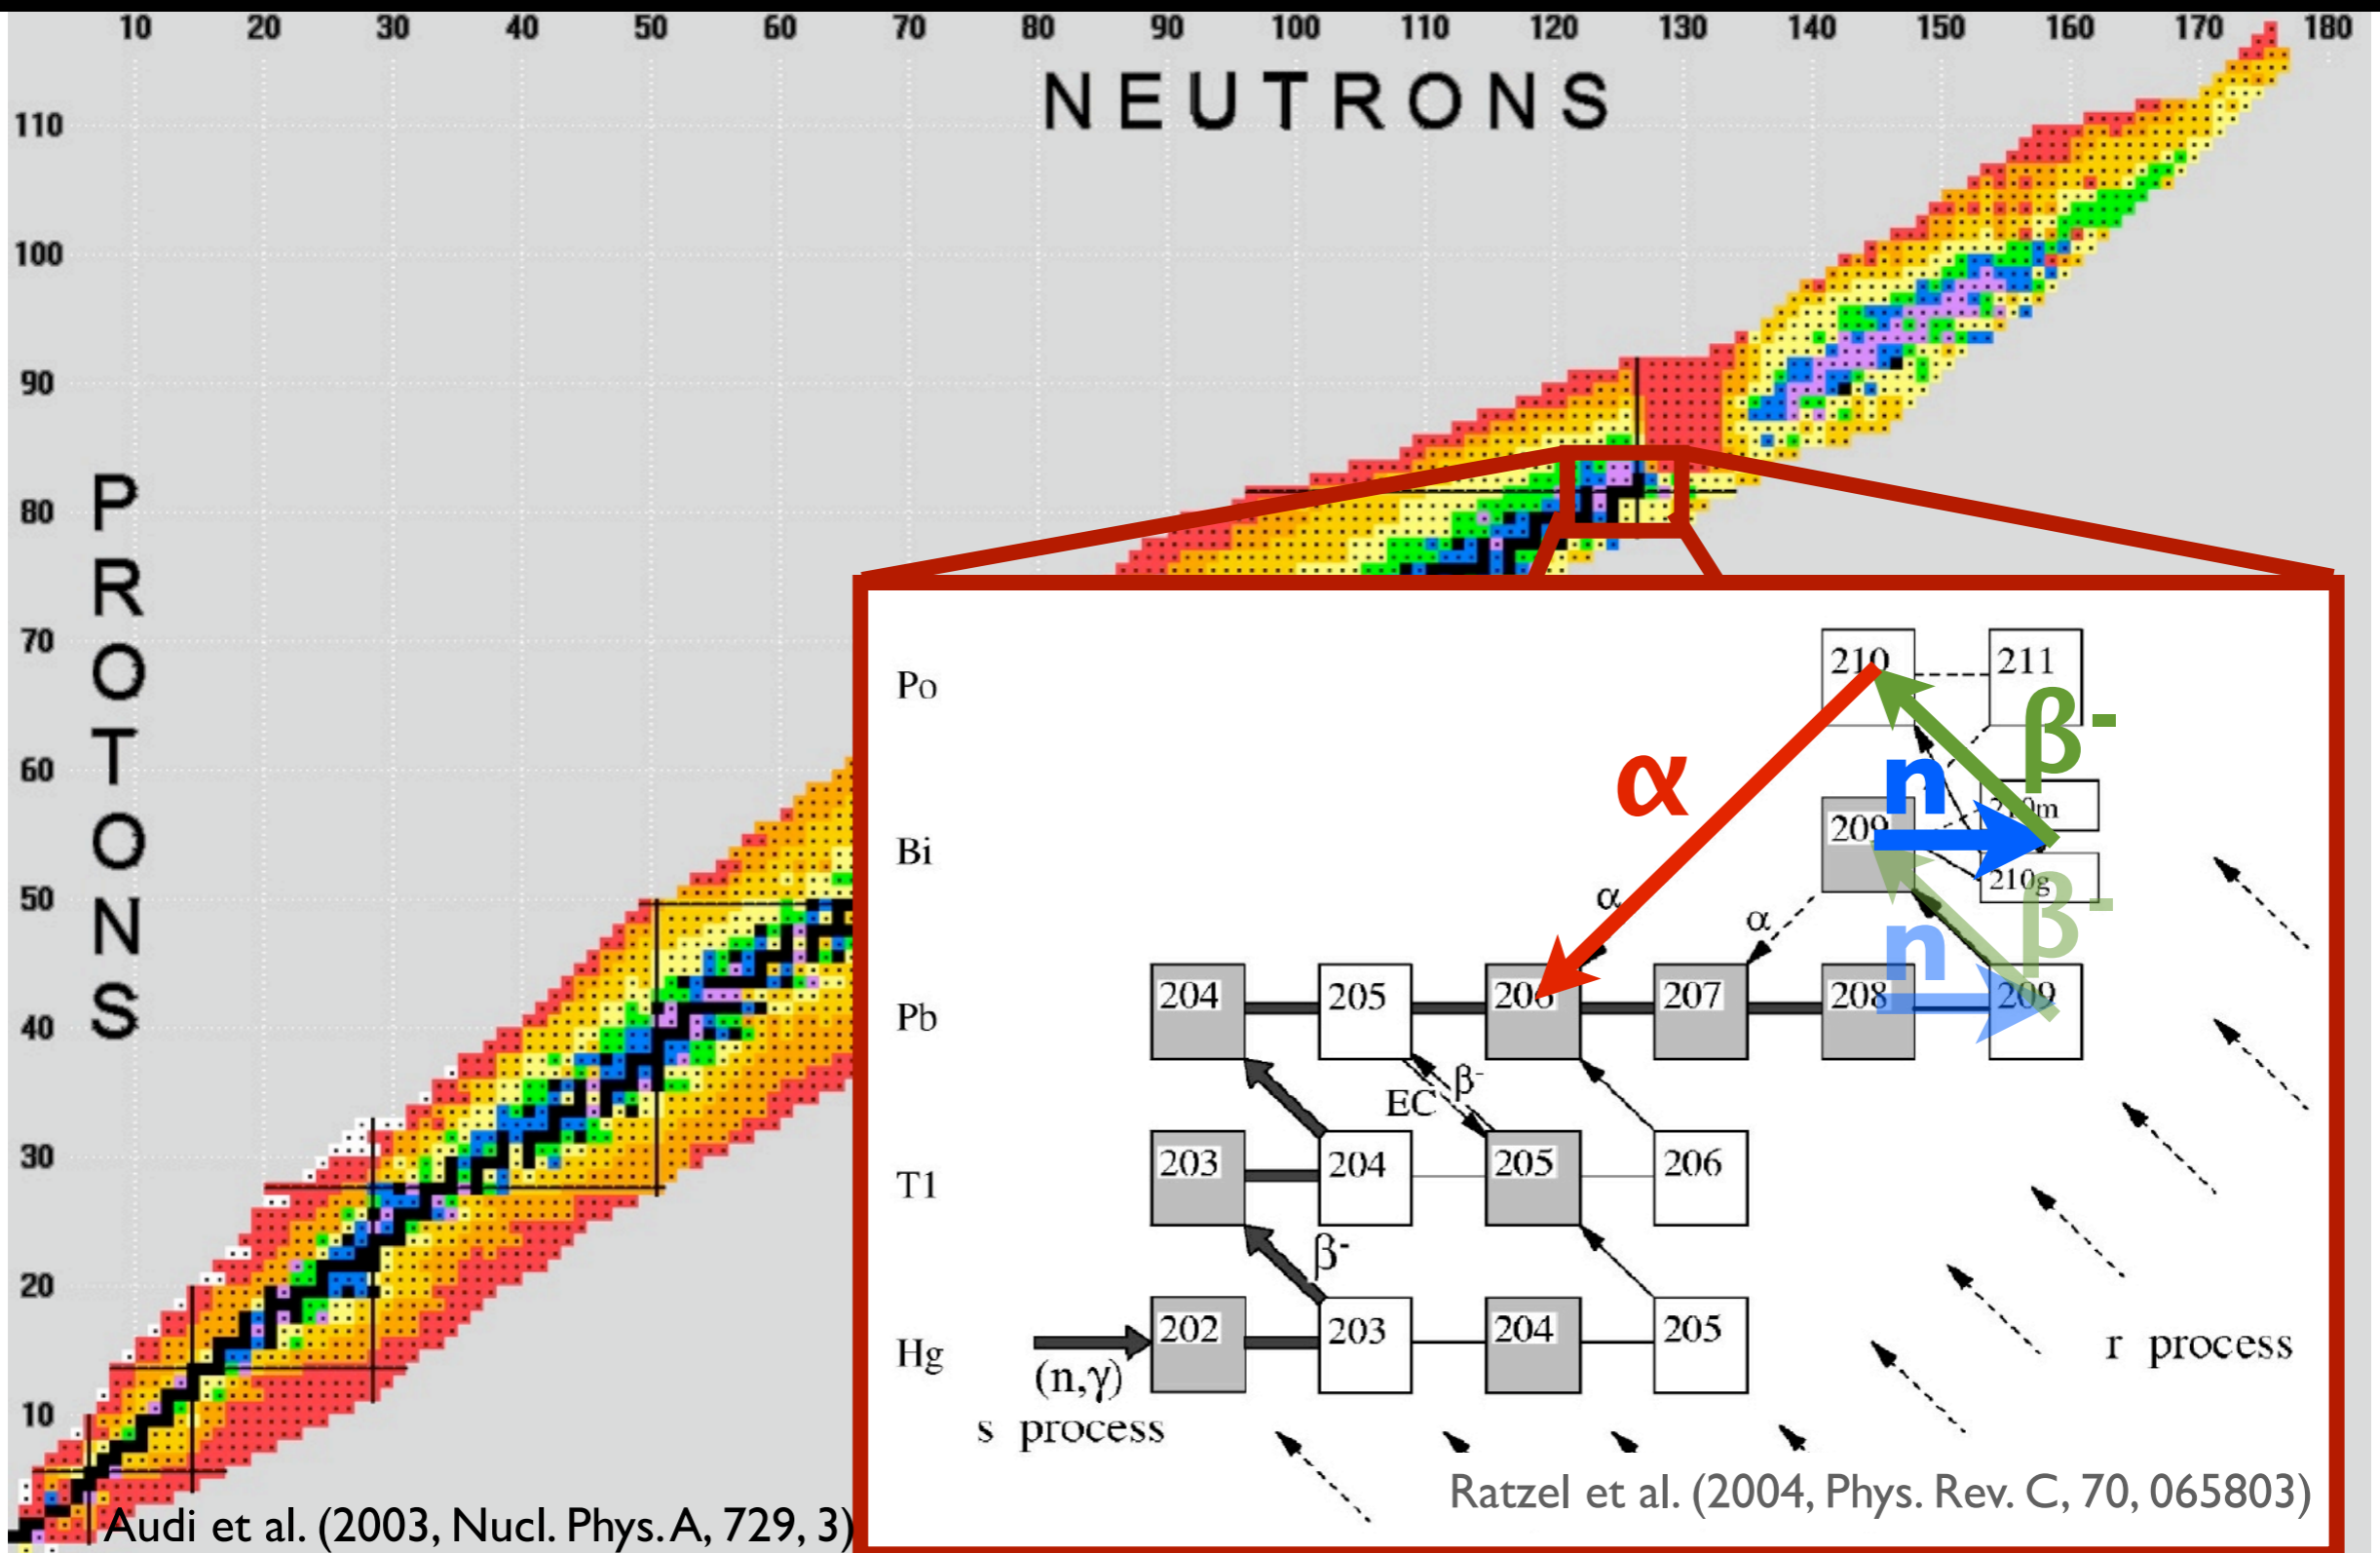 10 20 30 40 50 60 70 80 90 100 110 120 130 140 150 160 170 180
NEUTRONS
110
100
90
80
70
60
50
40
30
20
10
PROTONS
Po 210 211
β-
α
n
Bi 209 210m
210g
β-
α α
n
Pb 204 205 206 207 208 209
EC β-
Tl 203 204 205 206
β-
Hg 202 203 204 205
(n,γ)
s process
r process
Ratzel et al. (2004, Phys. Rev. C, 70, 065803)
Audi et al. (2003, Nucl. Phys. A, 729, 3)